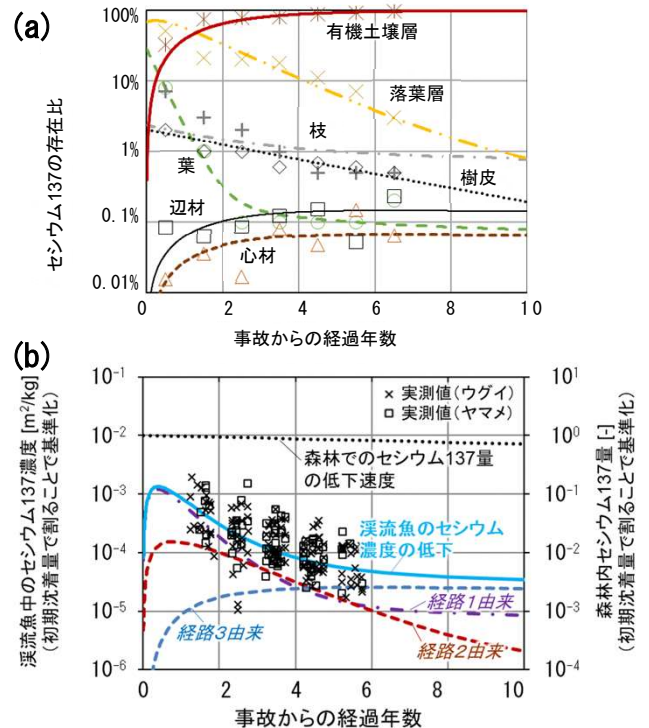 (a)
セシウム137の存在比
100%
10%
1%
0.1%
0.01%
有機土壌層
落葉層
枝
葉
樹皮
辺材
心材
0 2 4 6 8 10
事故からの経過年数
(b)
渓流魚中のセシウム137濃度 [m²/kg]
(初期沈着量で割ることで基準化)
10⁻¹
10⁻²
10⁻³
10⁻⁴
10⁻⁵
10⁻⁶
× 実測値(ウグイ)
□ 実測値(ヤマメ)
森林でのセシウム137量
の低下速度
渓流魚のセシウム
濃度の低下
経路1由来
経路3由来
経路2由来
10¹
10⁰
10⁻¹
10⁻²
10⁻³
10⁻⁴
森林内セシウム137量 [-]
(初期沈着量で割ることで基準化)
0 2 4 6 8 10
事故からの経過年数